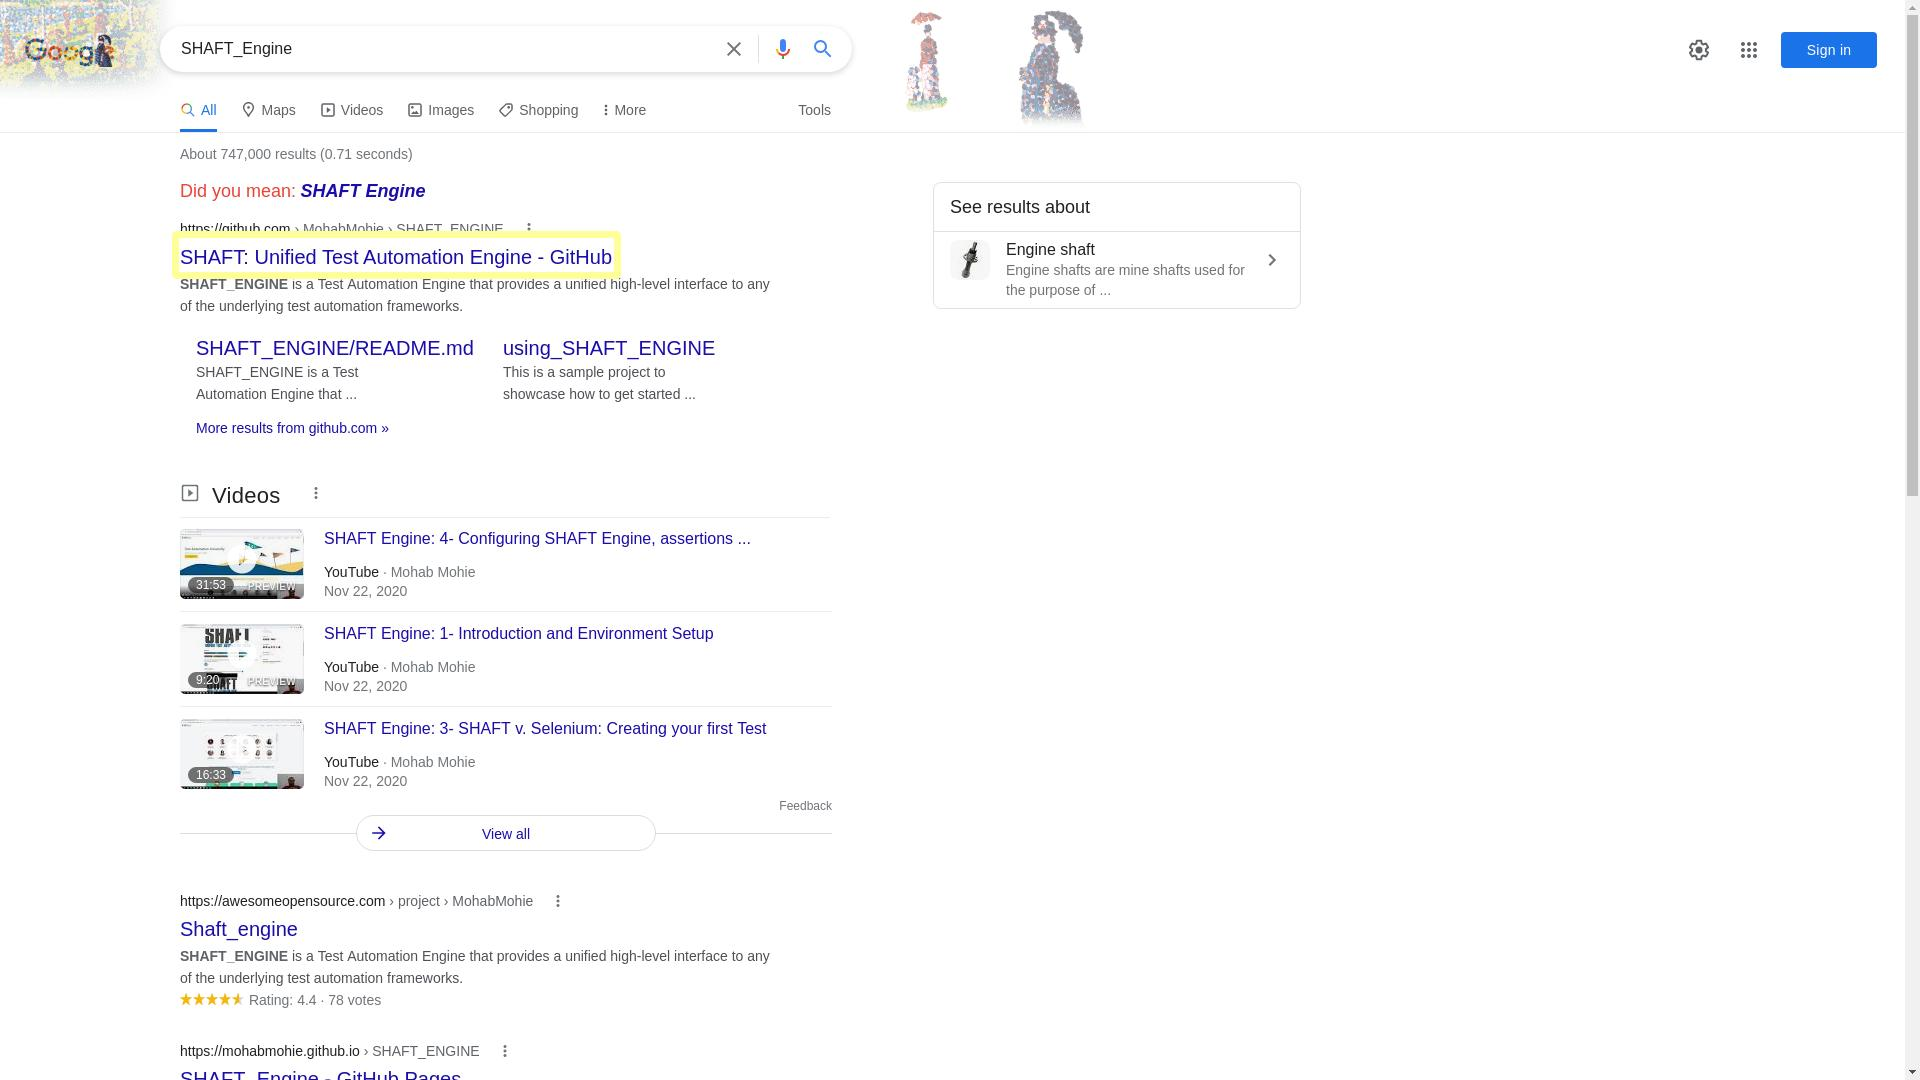 Google
SHAFT_Engine
Sign in
All
Maps
Videos
Images
Shopping
More
Tools
About 747,000 results (0.71 seconds)
Did you mean: SHAFT Engine
https://github.com › MohabMohie › SHAFT_ENGINE
SHAFT: Unified Test Automation Engine - GitHub
SHAFT_ENGINE is a Test Automation Engine that provides a unified high-level interface to any
of the underlying test automation frameworks.
SHAFT_ENGINE/README.md
SHAFT_ENGINE is a Test
Automation Engine that ...
using_SHAFT_ENGINE
This is a sample project to
showcase how to get started ...
More results from github.com »
See results about
Engine shaft
Engine shafts are mine shafts used for
the purpose of ...
Videos
31:53
PREVIEW
SHAFT Engine: 4- Configuring SHAFT Engine, assertions ...
YouTube · Mohab Mohie
Nov 22, 2020
SHAFT
9:20
PREVIEW
SHAFT Engine: 1- Introduction and Environment Setup
YouTube · Mohab Mohie
Nov 22, 2020
16:33
SHAFT Engine: 3- SHAFT v. Selenium: Creating your first Test
YouTube · Mohab Mohie
Nov 22, 2020
Feedback
View all
https://awesomeopensource.com › project › MohabMohie
Shaft_engine
SHAFT_ENGINE is a Test Automation Engine that provides a unified high-level interface to any
of the underlying test automation frameworks.
Rating: 4.4 · 78 votes
https://mohabmohie.github.io › SHAFT_ENGINE
SHAFT_Engine - GitHub Pages